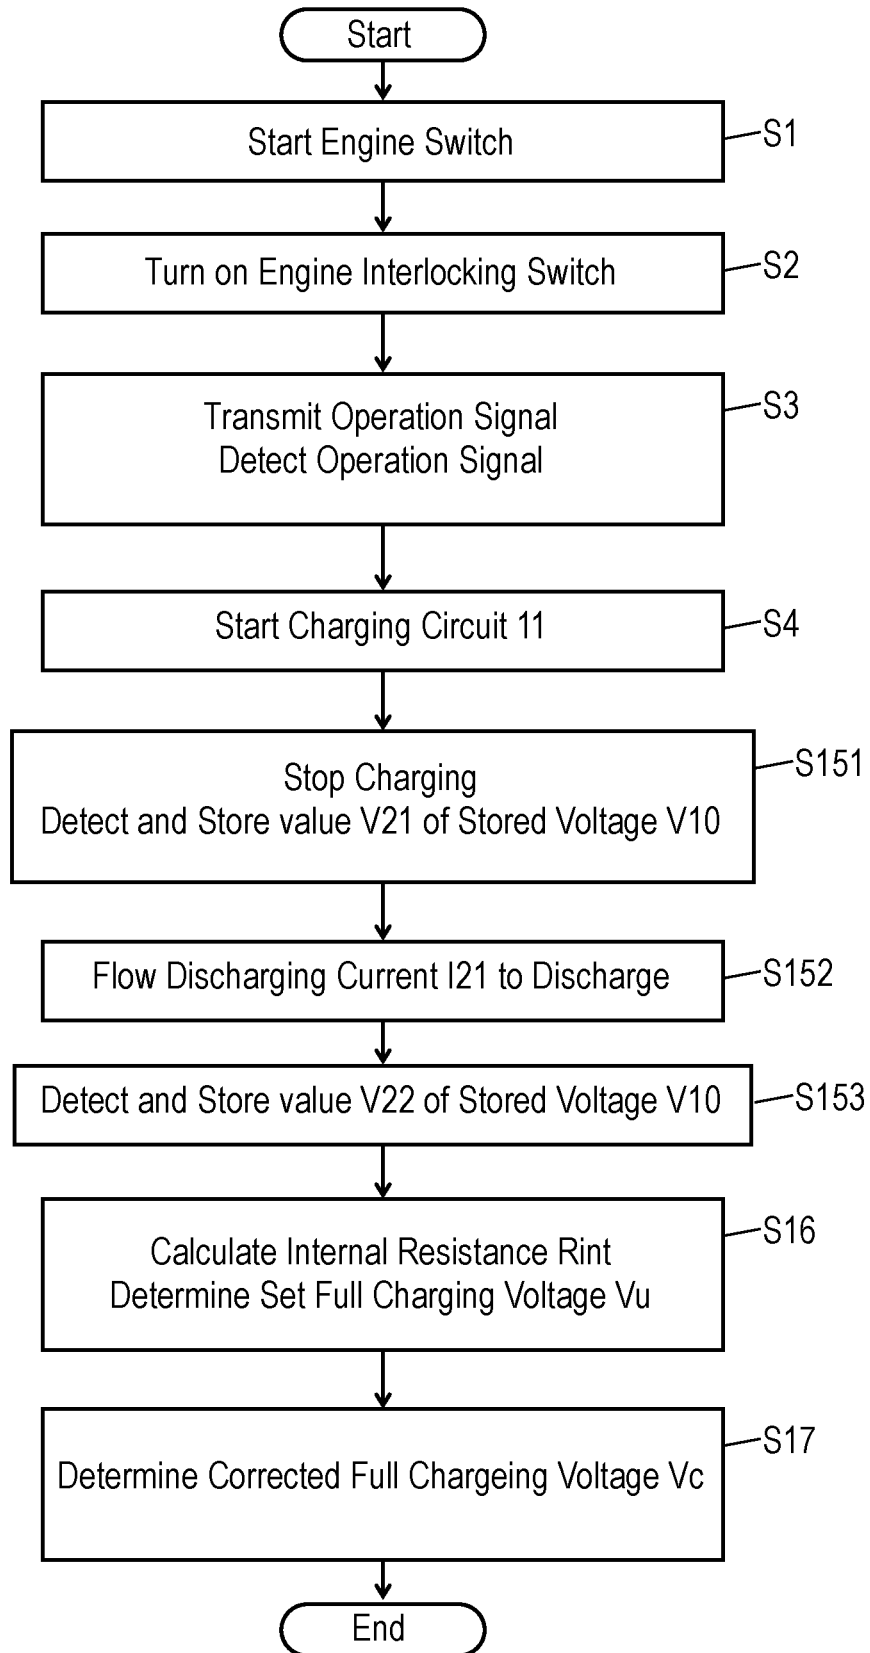 Start
Start Engine Switch
S1
Turn on Engine Interlocking Switch
S2
Transmit Operation Signal
Detect Operation Signal
S3
Start Charging Circuit 11
S4
Stop Charging
Detect and Store value V21 of Stored Voltage V10
S151
Flow Discharging Current I21 to Discharge
S152
Detect and Store value V22 of Stored Voltage V10
S153
Calculate Internal Resistance Rint
Determine Set Full Charging Voltage Vu
S16
Determine Corrected Full Chargeing Voltage Vc
S17
End